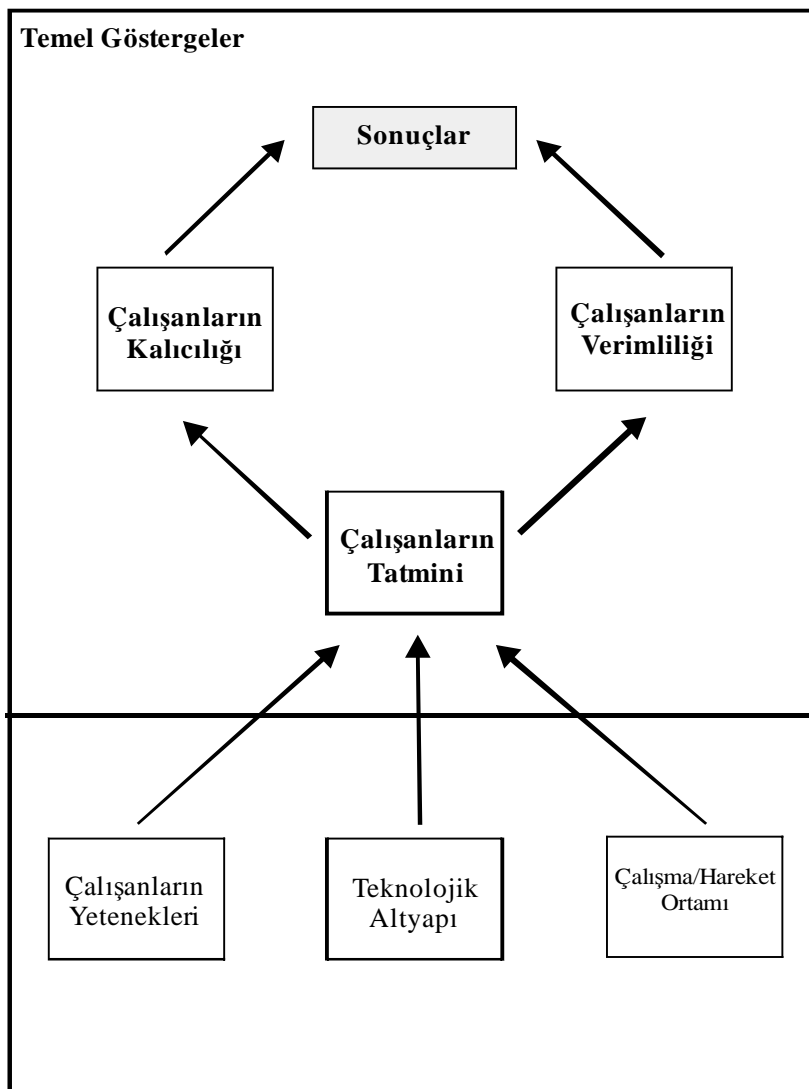 Temel Göstergeler
Sonuçlar
Çalışanların
Kalıcılığı
Çalışanların
Verimliliği
Çalışanların
Tatmini
Çalışanların
Yetenekleri
Teknolojik
Altyapı
Çalışma/Hareket
Ortamı